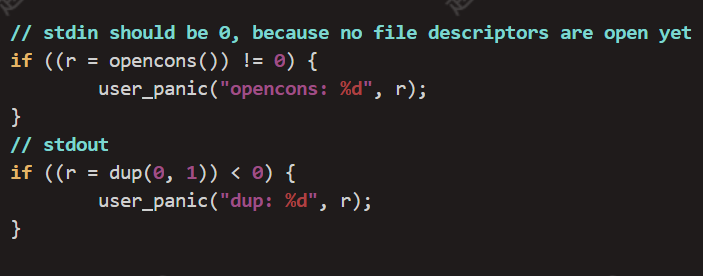 // stdin should be 0, because no file descriptors are open yet
if ((r = opencons()) != 0) {
        user_panic("opencons: %d", r);
}
// stdout
if ((r = dup(0, 1)) < 0) {
        user_panic("dup: %d", r);
}